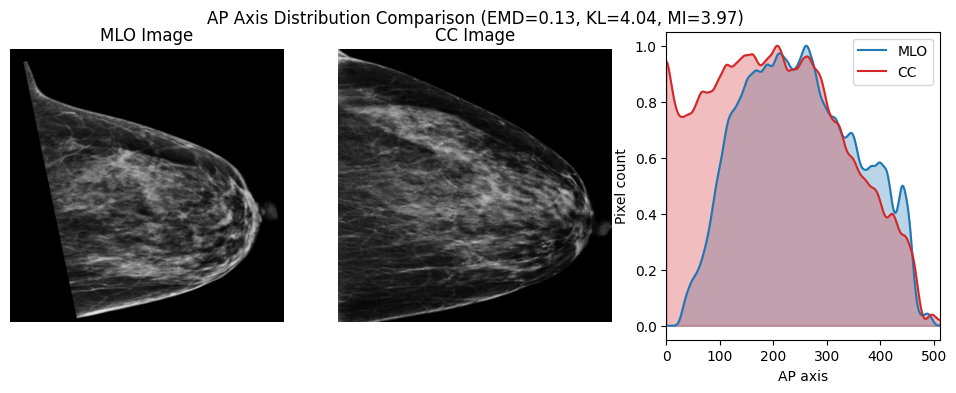 AP Axis Distribution Comparison (EMD=0.13, KL=4.04, MI=3.97)
MLO Image
CC Image
MLO
CC
Pixel count
1.0
0.8
0.6
0.4
0.2
0.0
0 100 200 300 400 500
AP axis